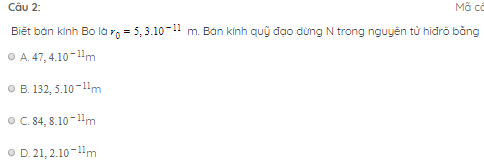 Câu 2: Mã c
Biết bán kính Bo là r₀ = 5, 3.10⁻¹¹ m. Bán kính quỹ đạo dừng N trong nguyên tử hiđrô bằng
A. 47, 4.10⁻¹¹m
B. 132, 5.10⁻¹¹m
C. 84, 8.10⁻¹¹m
D. 21, 2.10⁻¹¹m